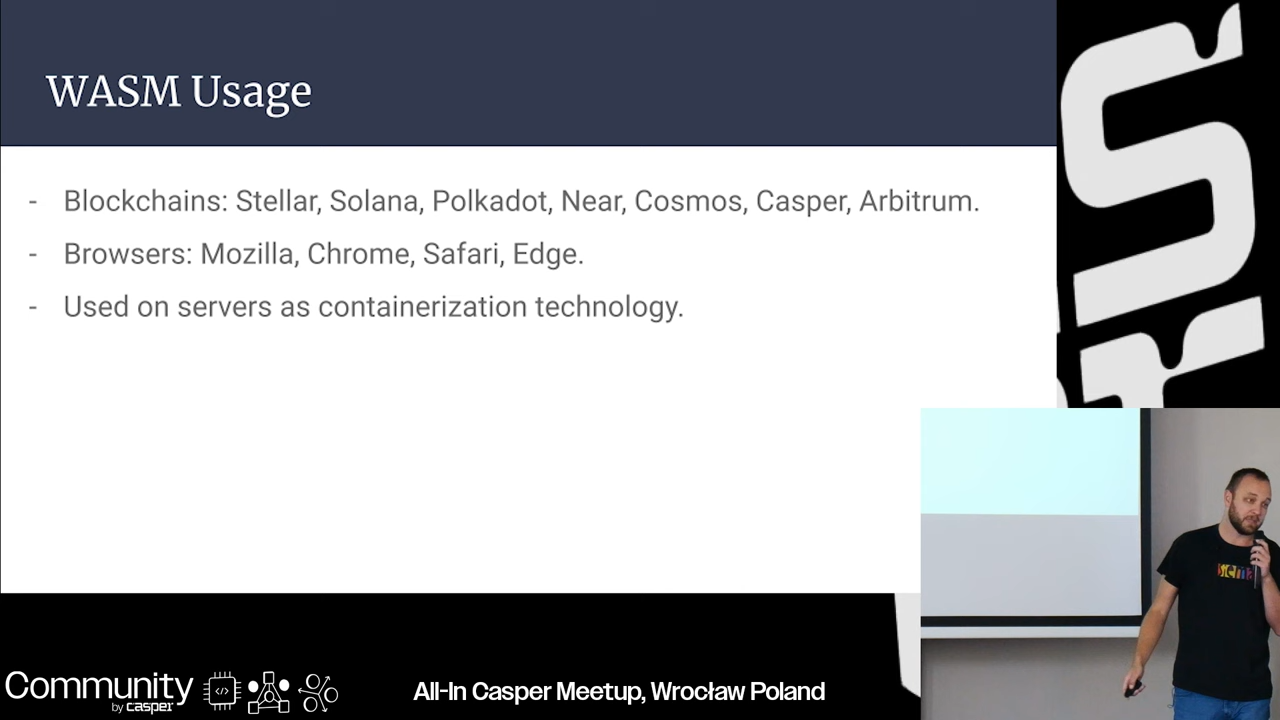 WASM Usage
- Blockchains: Stellar, Solana, Polkadot, Near, Cosmos, Casper, Arbitrum.
- Browsers: Mozilla, Chrome, Safari, Edge.
- Used on servers as containerization technology.
Community
by casper
</>
All-In Casper Meetup, Wrocław Poland